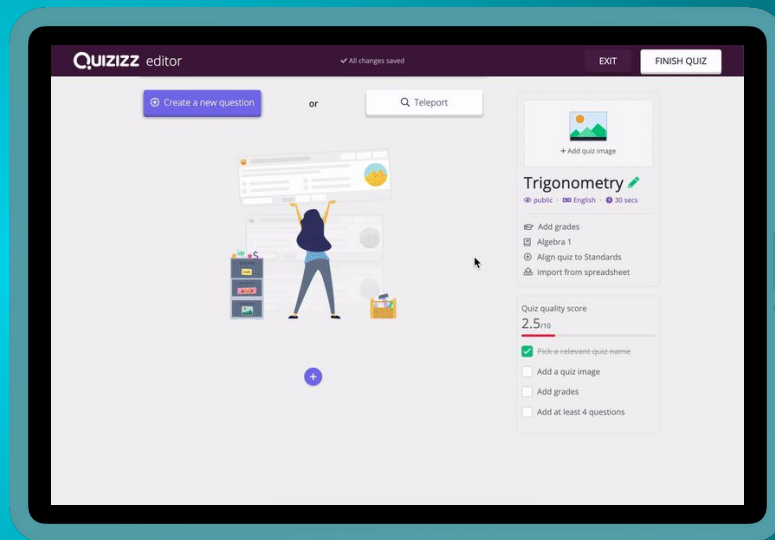 QUIZIZZ editor
All changes saved
EXIT
FINISH QUIZ
Create a new question
or
Teleport
+ Add quiz image
Trigonometry
public · English · 30 secs
Add grades
Algebra 1
Align quiz to Standards
Import from spreadsheet
Quiz quality score
2.5/10
Pick a relevant quiz name
Add a quiz image
Add grades
Add at least 4 questions